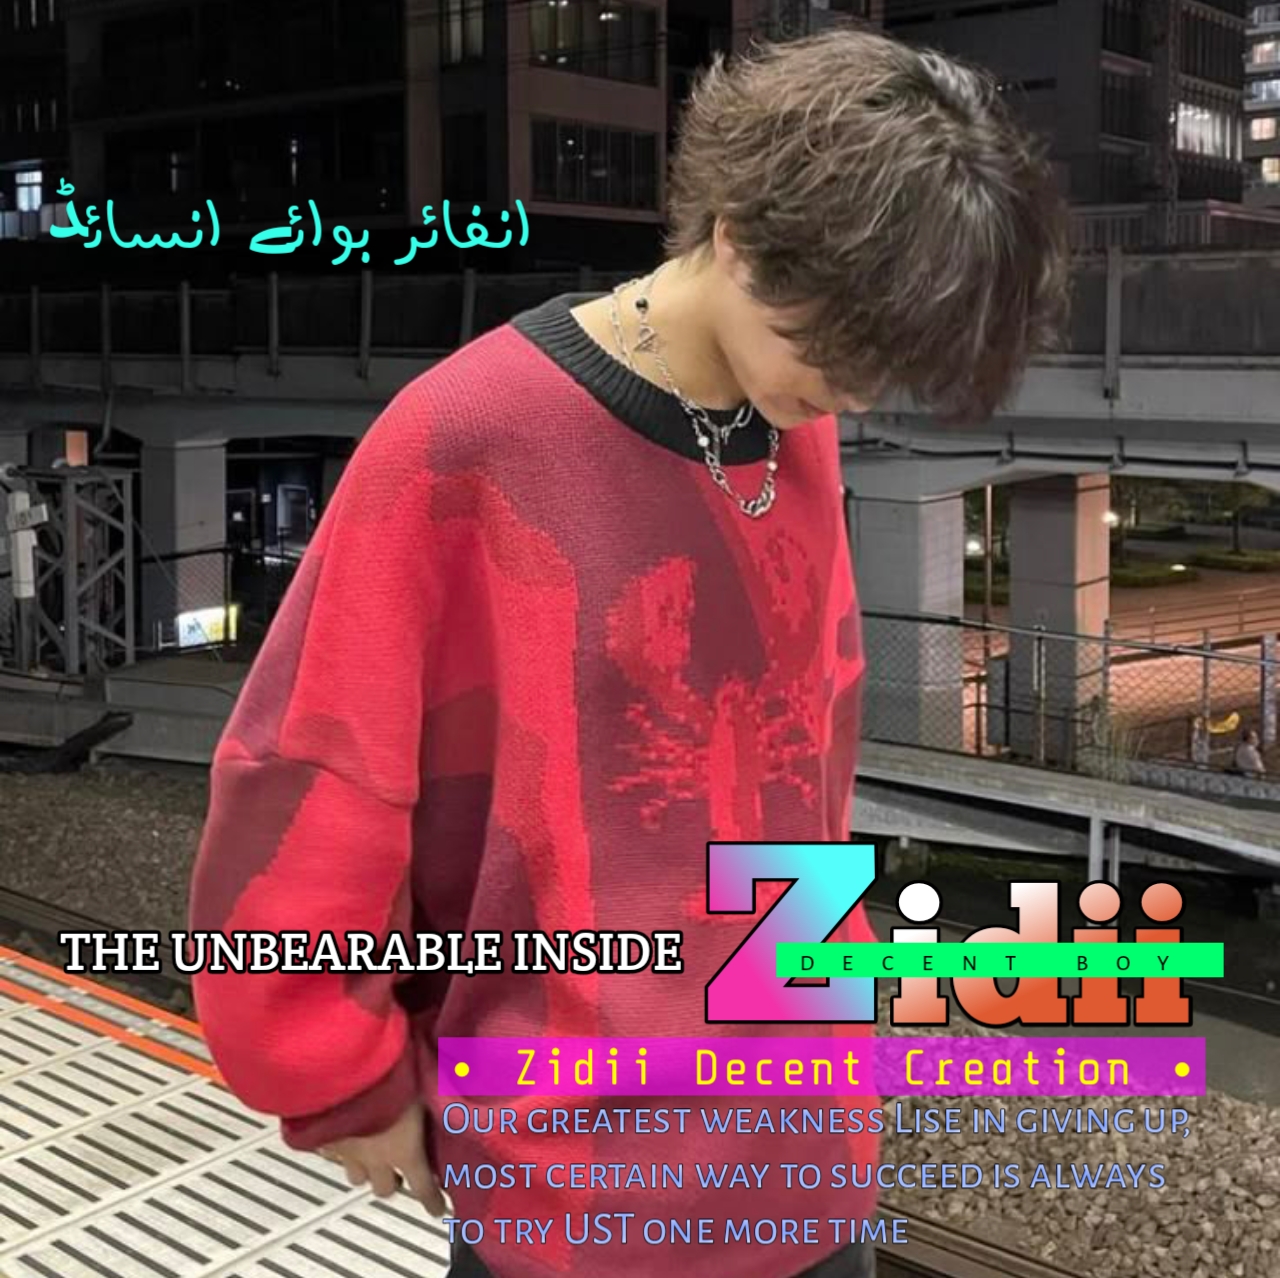 انفائر بوائے انسائڈ
THE UNBEARABLE INSIDE
Zidii
DECENT BOY
• Zidii Decent Creation •
Our greatest weakness Lise in giving up,
most certain way to succeed is always
to try UST one more time